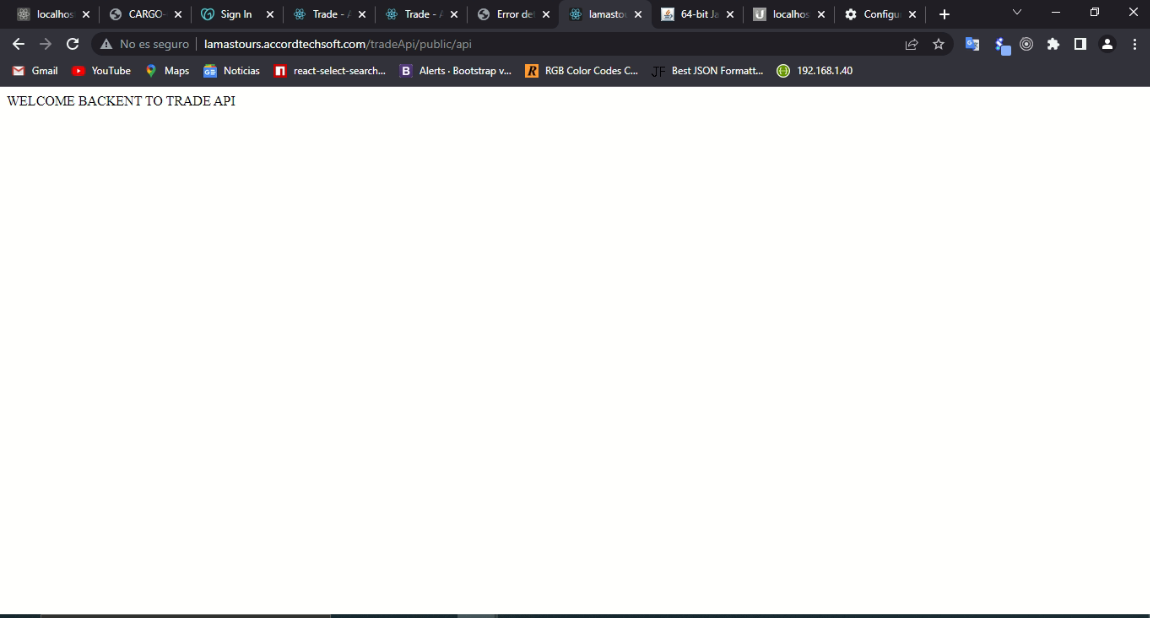 localhos
CARGO-
Sign In
Trade - A
Trade - A
Error de
lamasto
64-bit Ja
localhos
Configu
No es seguro
lamastours.accordtechsoft.com/tradeApi/public/api
Gmail
YouTube
Maps
Noticias
react-select-search...
Alerts · Bootstrap v...
RGB Color Codes C...
JF Best JSON Formatt...
192.168.1.40
WELCOME BACKENT TO TRADE API